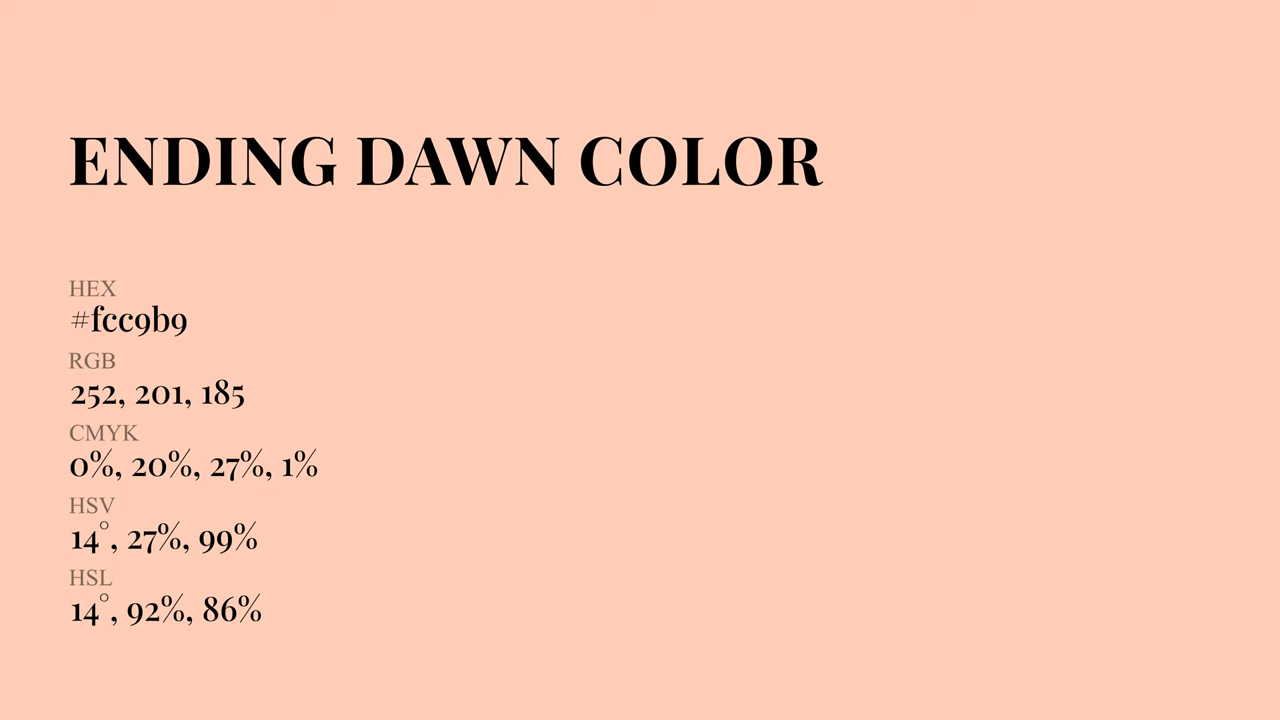 ENDING DAWN COLOR
HEX
#fcc9b9
RGB
252, 201, 185
CMYK
0%, 20%, 27%, 1%
HSV
14°, 27%, 99%
HSL
14°, 92%, 86%